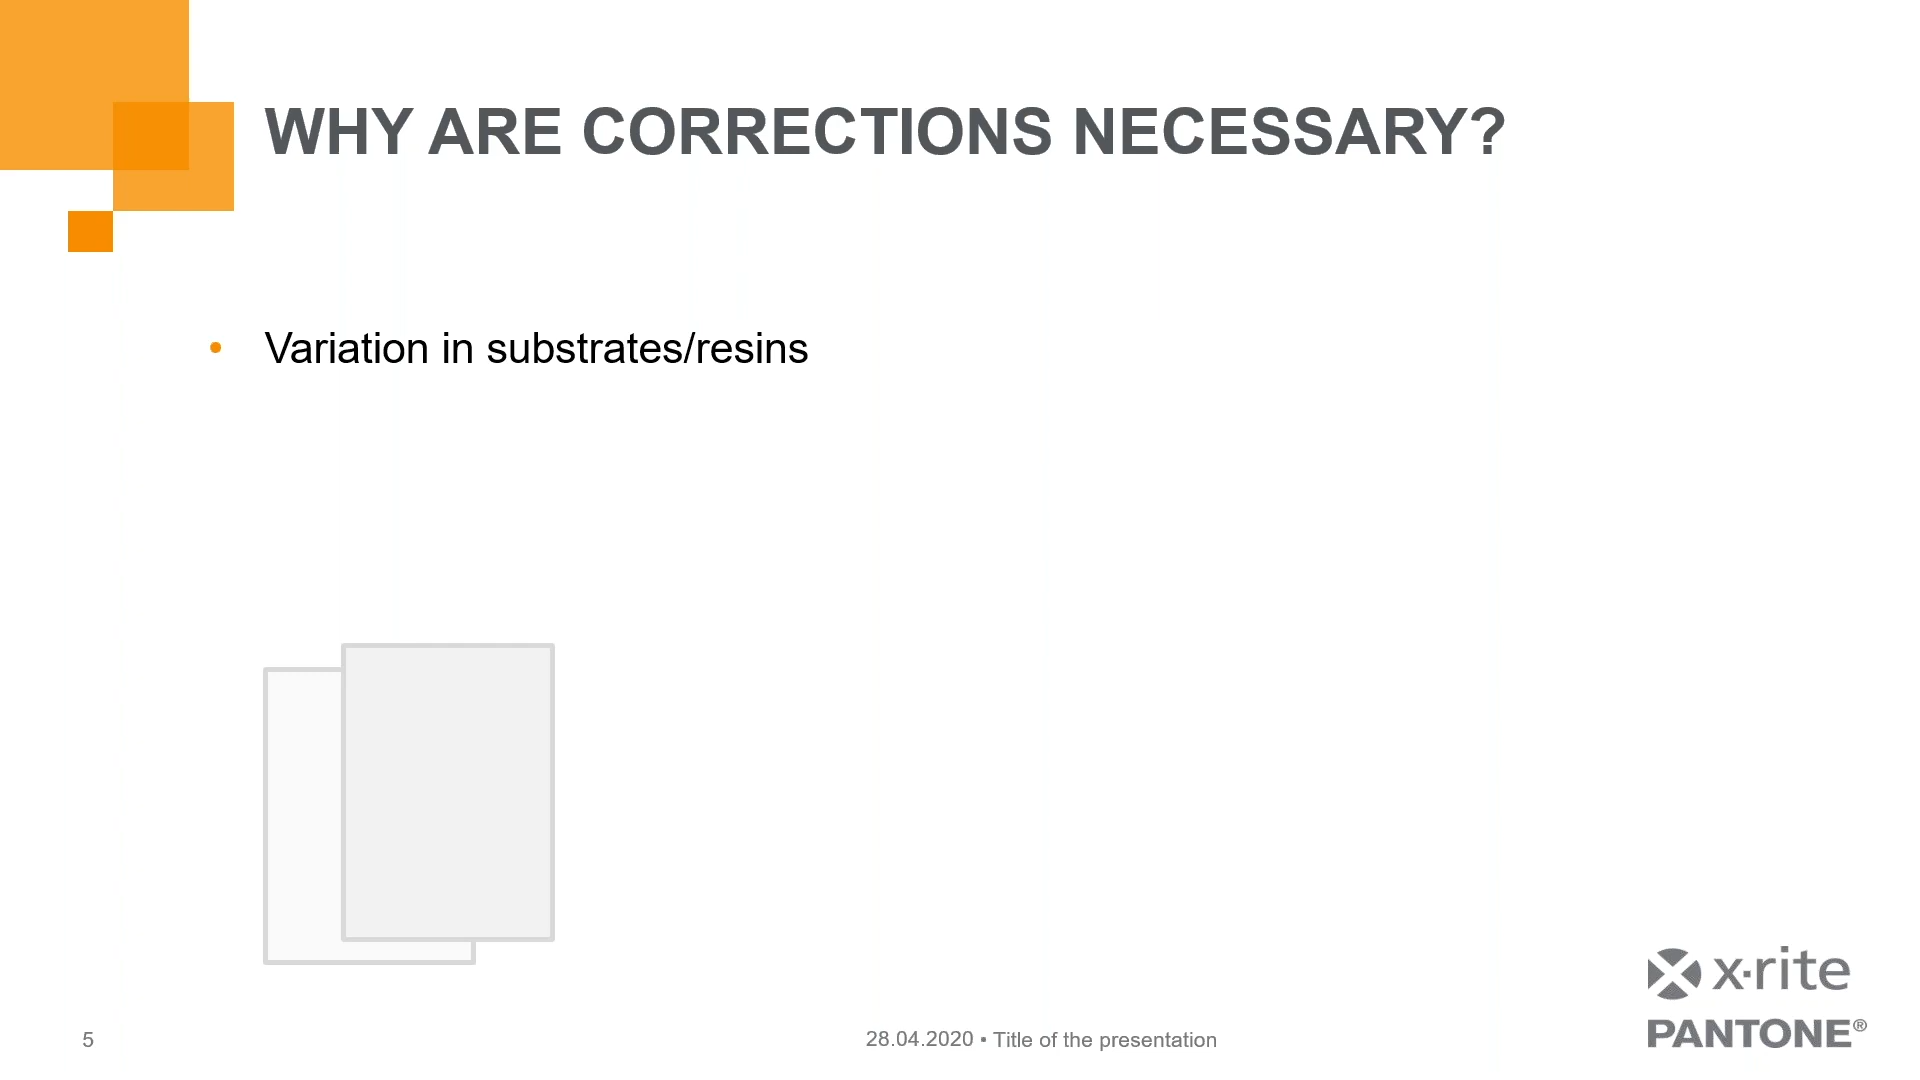 WHY ARE CORRECTIONS NECESSARY?
• Variation in substrates/resins
x·rite
PANTONE®
5
28.04.2020 ▪ Title of the presentation